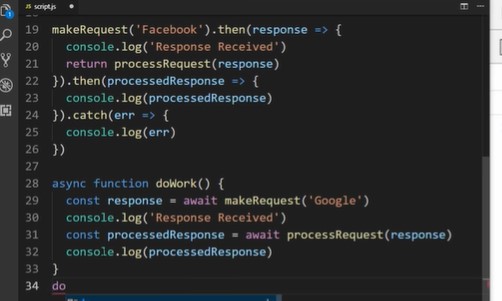 script.js
19 makeRequest('Facebook').then(response => {
20 console.log('Response Received')
21 return processRequest(response)
22 }).then(processedResponse => {
23 console.log(processedResponse)
24 }).catch(err => {
25 console.log(err)
26 })
27
28 async function doWork() {
29 const response = await makeRequest('Google')
30 console.log('Response Received')
31 const processedResponse = await processRequest(response)
32 console.log(processedResponse)
33 }
34 do